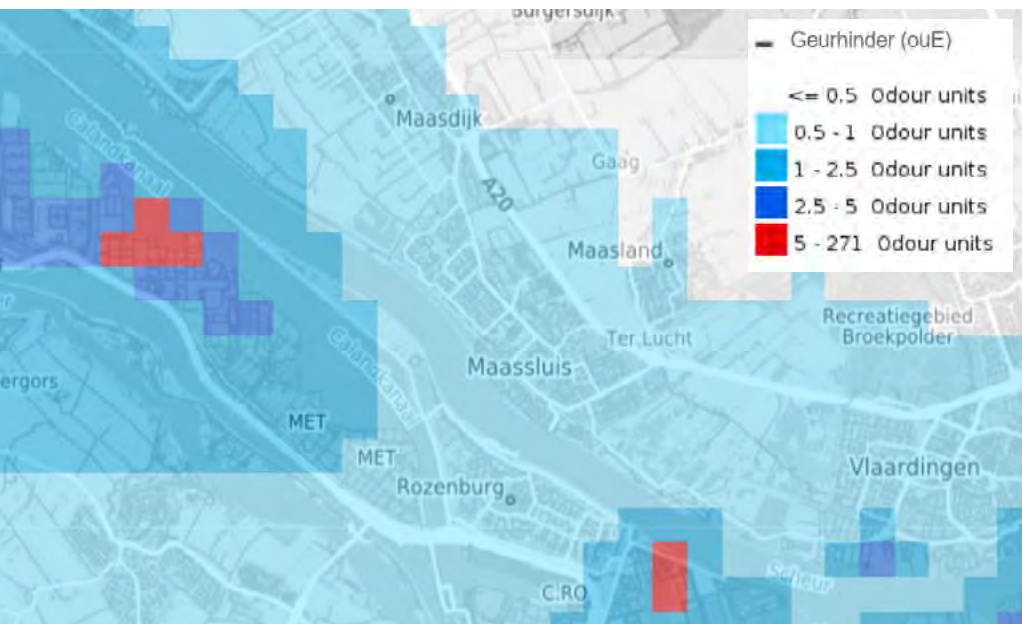 Burgersdijk
Geurhinder (ouE)
<= 0.5 Odour units
0.5 - 1 Odour units
1 - 2.5 Odour units
2.5 - 5 Odour units
5 - 271 Odour units
Maasdijk
Calandkanaal
Gaag
A20
Maasland
Recreatiegebied
Broekpolder
Ter Lucht
Calandkanaal
Maassluis
ergors
MET
MET
Vlaardingen
Rozenburg
Scheur
C.RO